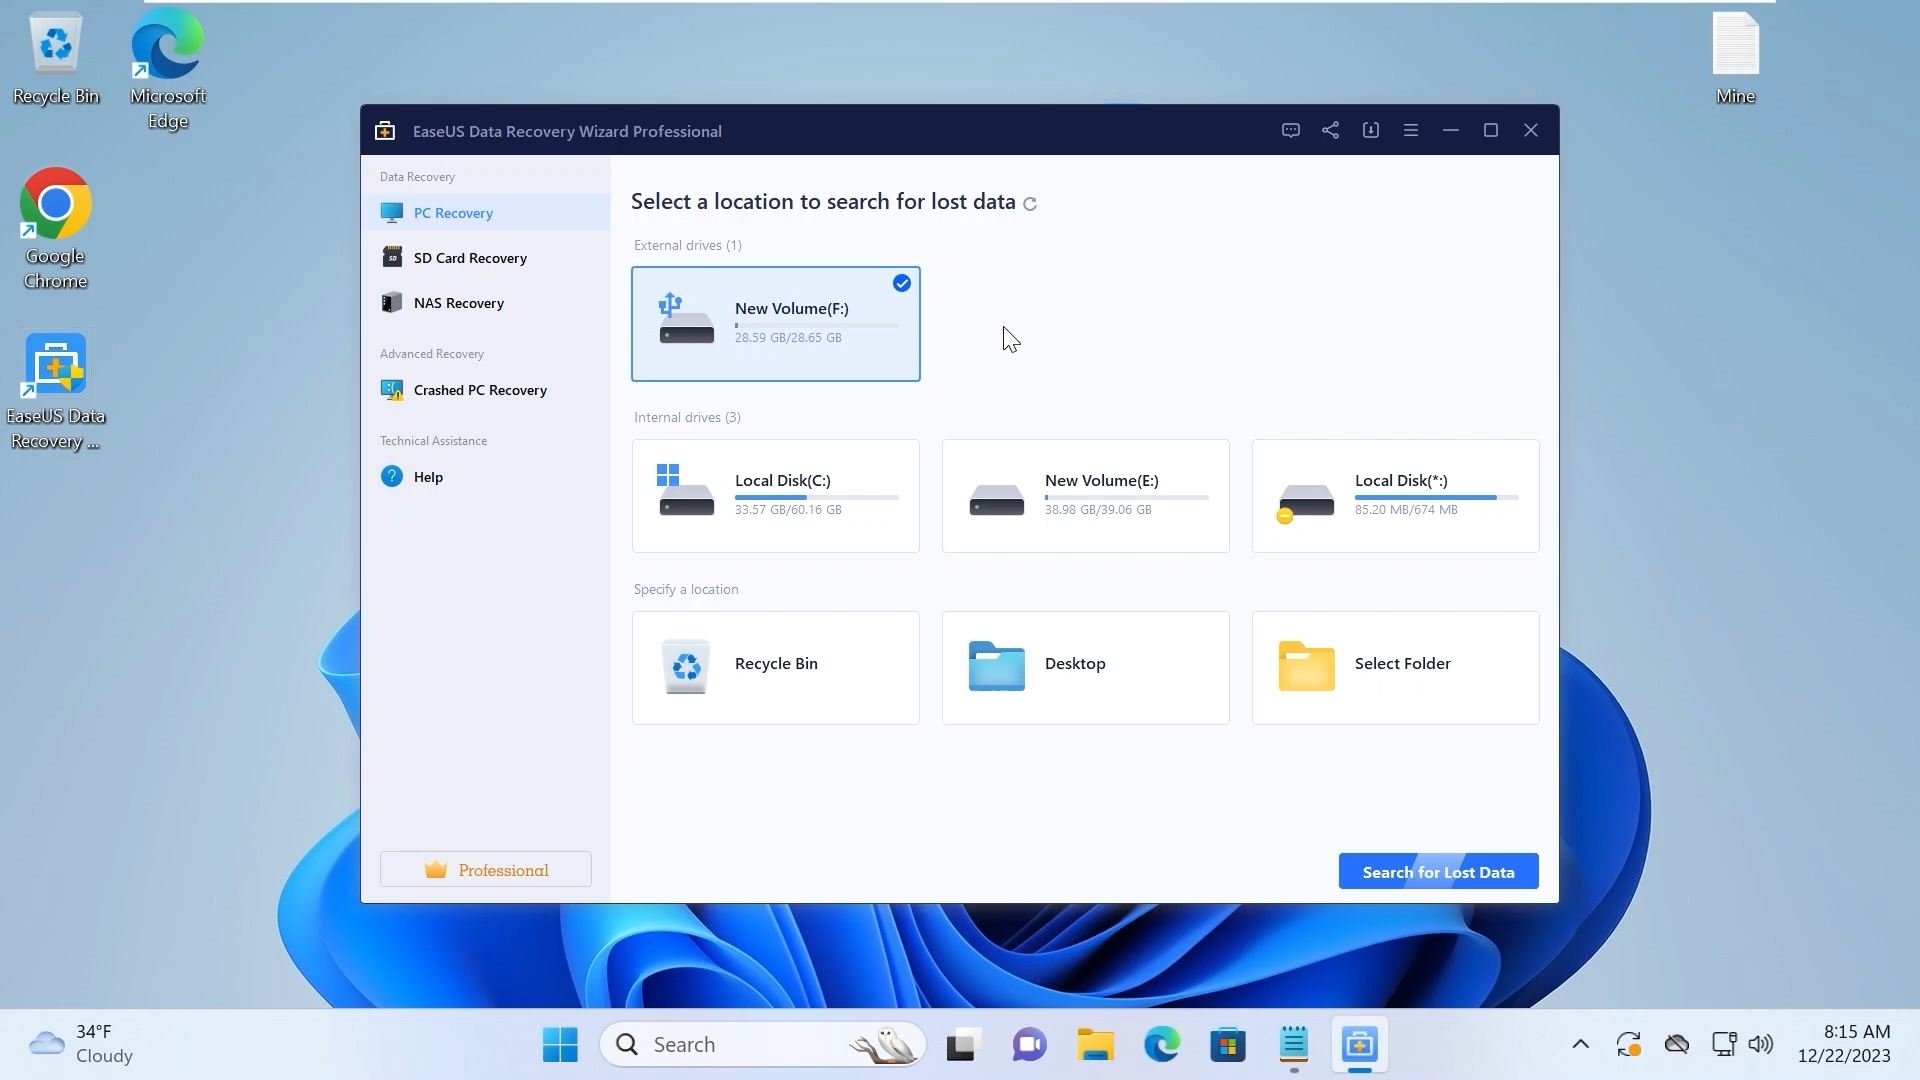 Recycle Bin
Microsoft
Edge
Mine
Google
Chrome
EaseUS Data
Recovery ...
EaseUS Data Recovery Wizard Professional
Data Recovery
PC Recovery
SD Card Recovery
NAS Recovery
Advanced Recovery
Crashed PC Recovery
Technical Assistance
? Help
Professional
Select a location to search for lost data
External drives (1)
New Volume(F:)
28.59 GB/28.65 GB
Internal drives (3)
Local Disk(C:)
33.57 GB/60.16 GB
New Volume(E:)
38.98 GB/39.06 GB
Local Disk(*:)
85.20 MB/674 MB
Specify a location
Recycle Bin
Desktop
Select Folder
Search for Lost Data
34°F
Cloudy
Search
8:15 AM
12/22/2023